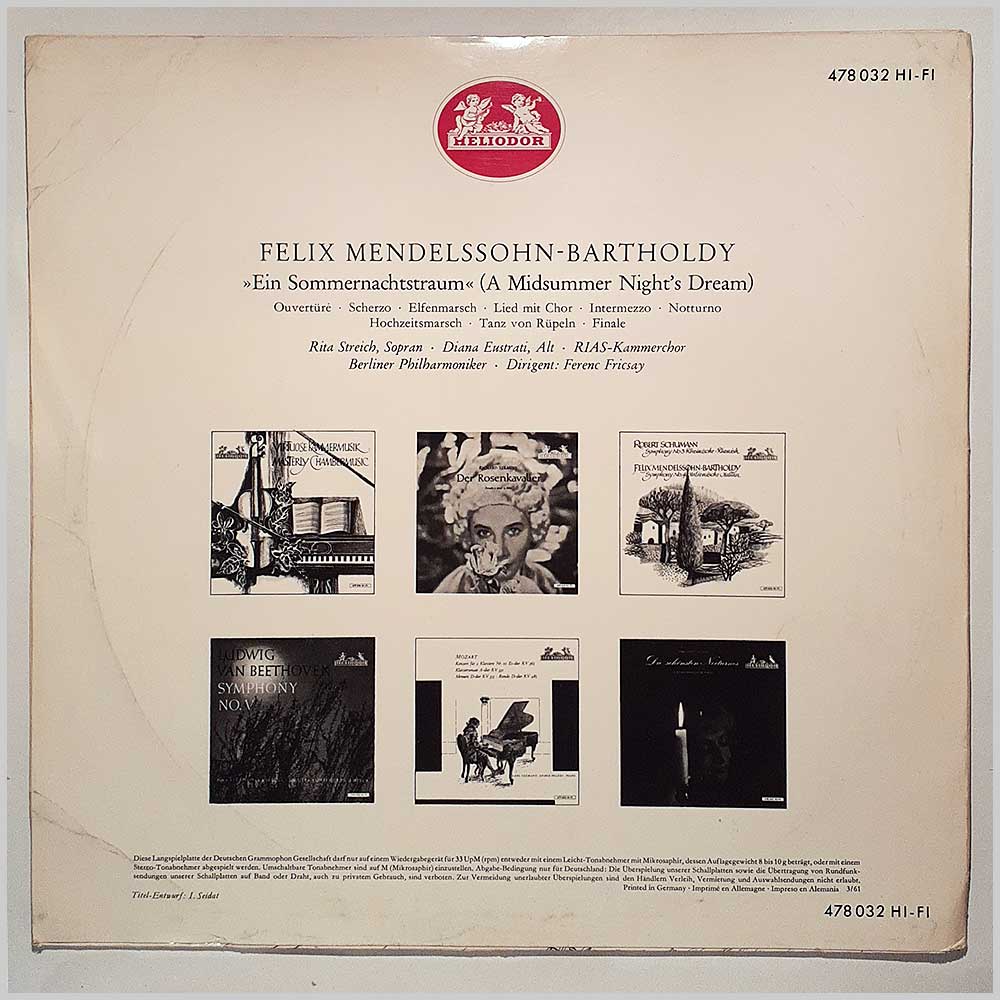 478 032 HI-FI
HELIODOR
FELIX MENDELSSOHN-BARTHOLDY
»Ein Sommernachtstraum« (A Midsummer Night's Dream)
Ouvertüre · Scherzo · Elfenmarsch · Lied mit Chor · Intermezzo · Notturno
Hochzeitsmarsch · Tanz von Rüpeln · Finale
Rita Streich, Sopran · Diana Eustrati, Alt · RIAS-Kammerchor
Berliner Philharmoniker · Dirigent: Ferenc Fricsay
VIRTUOSE KAMMERMUSIK
MASTERLY CHAMBERMUSIC
Der Rosenkavalier
ROBERT SCHUMANN
FELIX MENDELSSOHN-BARTHOLDY
LUDWIG
VAN BEETHOVEN
SYMPHONY
NO. V
HELIODOR
MOZART
Die schönsten Nocturnes
Diese Langspielplatte der Deutschen Grammophon Gesellschaft darf nur auf einem Wiedergabegerät für 33 UpM (rpm) entweder mit einem Leicht-Tonabnehmer mit Mikrosaphir, dessen Auflagegewicht 8 bis 10 g beträgt, oder mit einem
Stereo-Tonabnehmer abgespielt werden. Umschaltbare Tonabnehmer sind auf M (Mikrosaphir) einzustellen. Abgabe-Bedingung nur für Deutschland: Die Überspielung unserer Schallplatten sowie die Übertragung von Rundfunk-
sendungen unserer Schallplatten auf Band oder Draht, auch zu privatem Gebrauch, sind verboten. Zur Vermeidung unerlaubter Überspielungen sind den Händlern Verleih, Vermietung und Auswahlsendungen nicht erlaubt.
Printed in Germany · Imprimé en Allemagne · Impreso en Alemania 3/61
Titel-Entwurf: I. Seidat
478 032 HI-FI